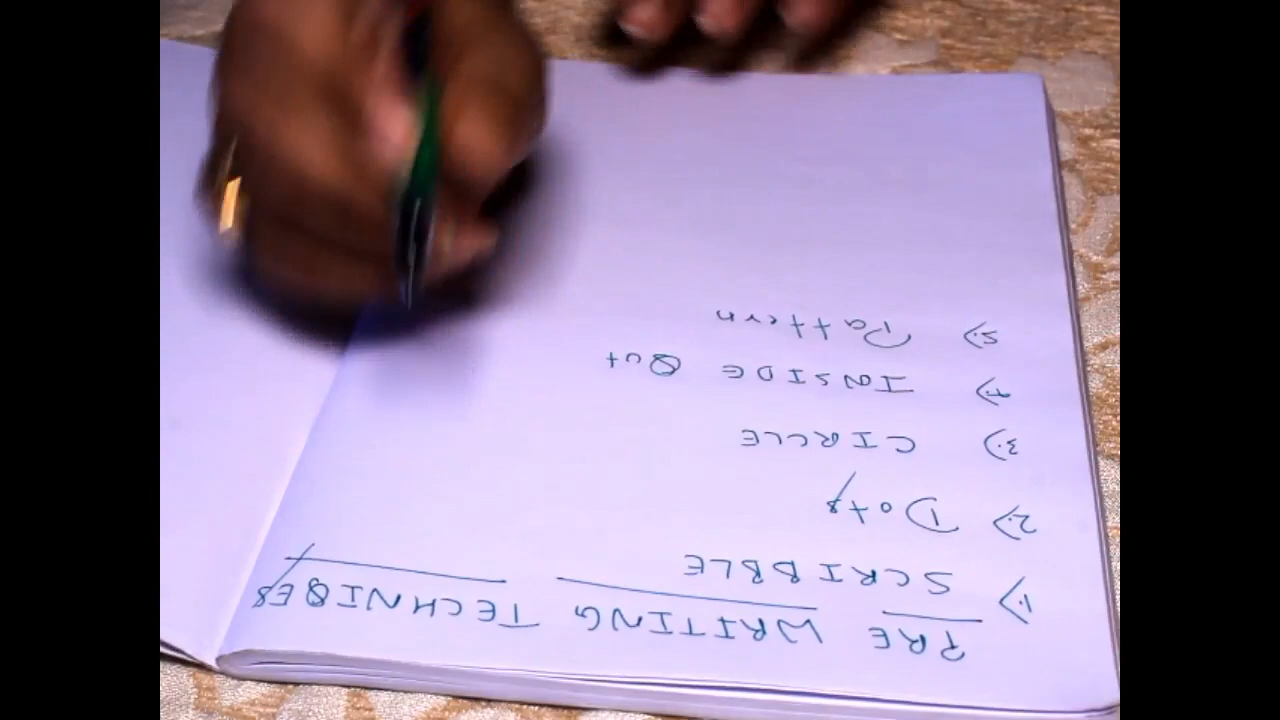 PRE WRITING TECHNIQES
1.) SCRIBBLE
2.) Dots
3.) CIRCLE
4.) INSIDE Out
5.) Pattern